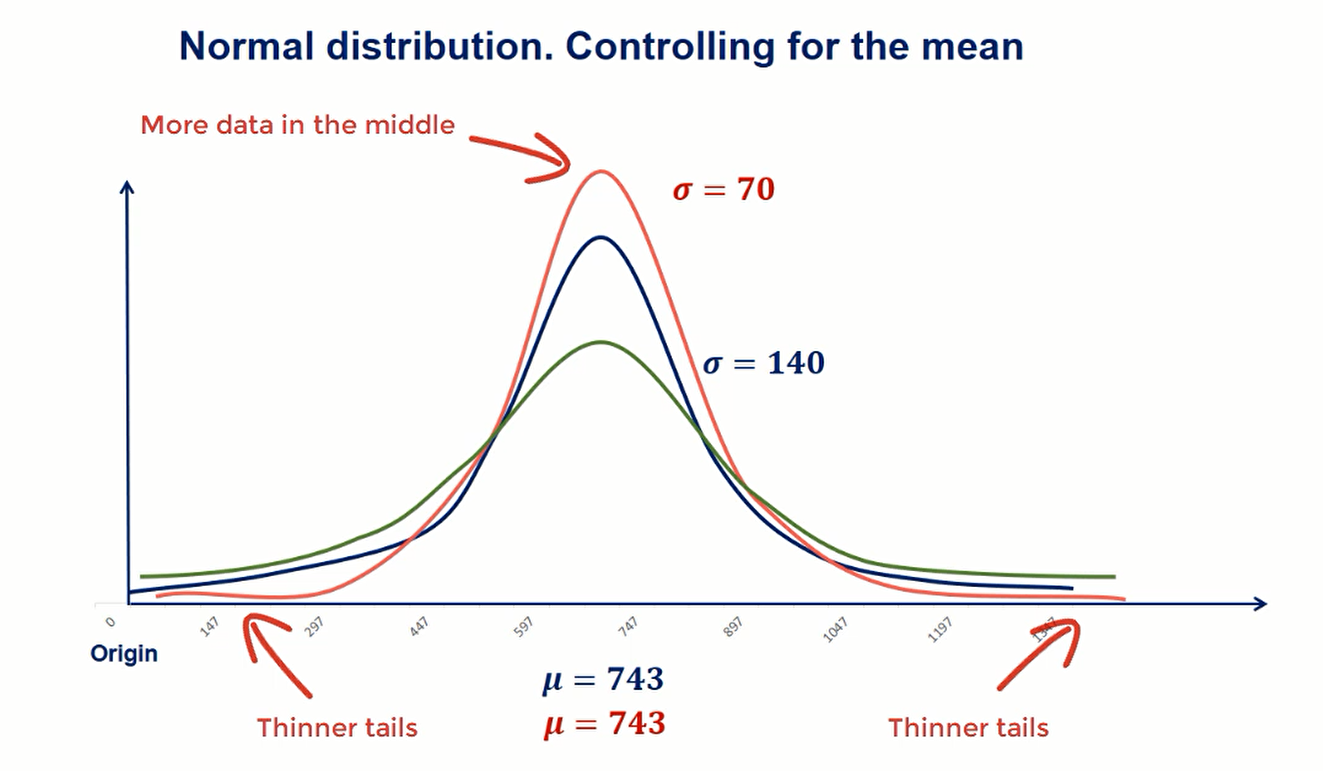 Normal distribution. Controlling for the mean
More data in the middle
σ = 70
σ = 140
0 147 297 447 597 747 897 1047 1197 1347
Origin
μ = 743
μ = 743
Thinner tails Thinner tails